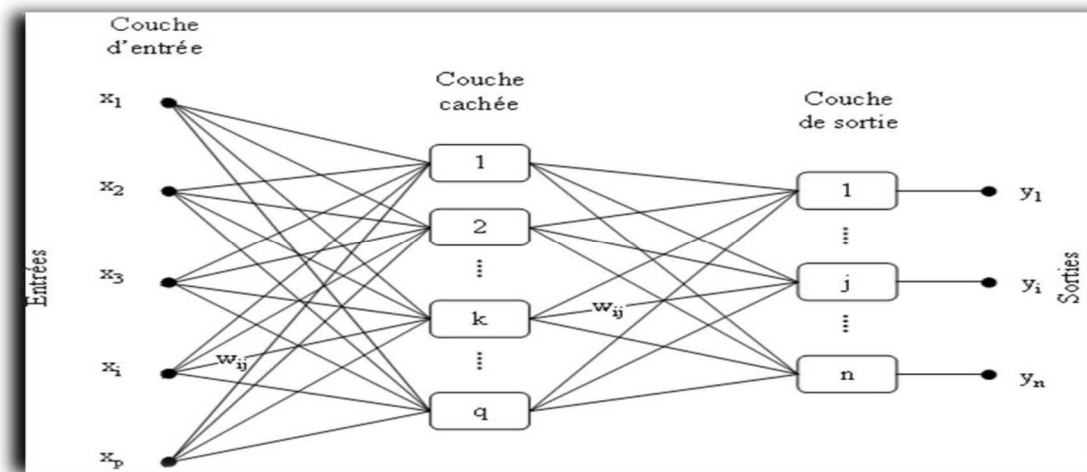 Couche
d'entrée
Couche
cachée
Couche
de sortie
Entrées
x1
x2
x3
xi
xp
wij
1
2
k
q
wij
1
j
n
y1
yi
yn
Sorties